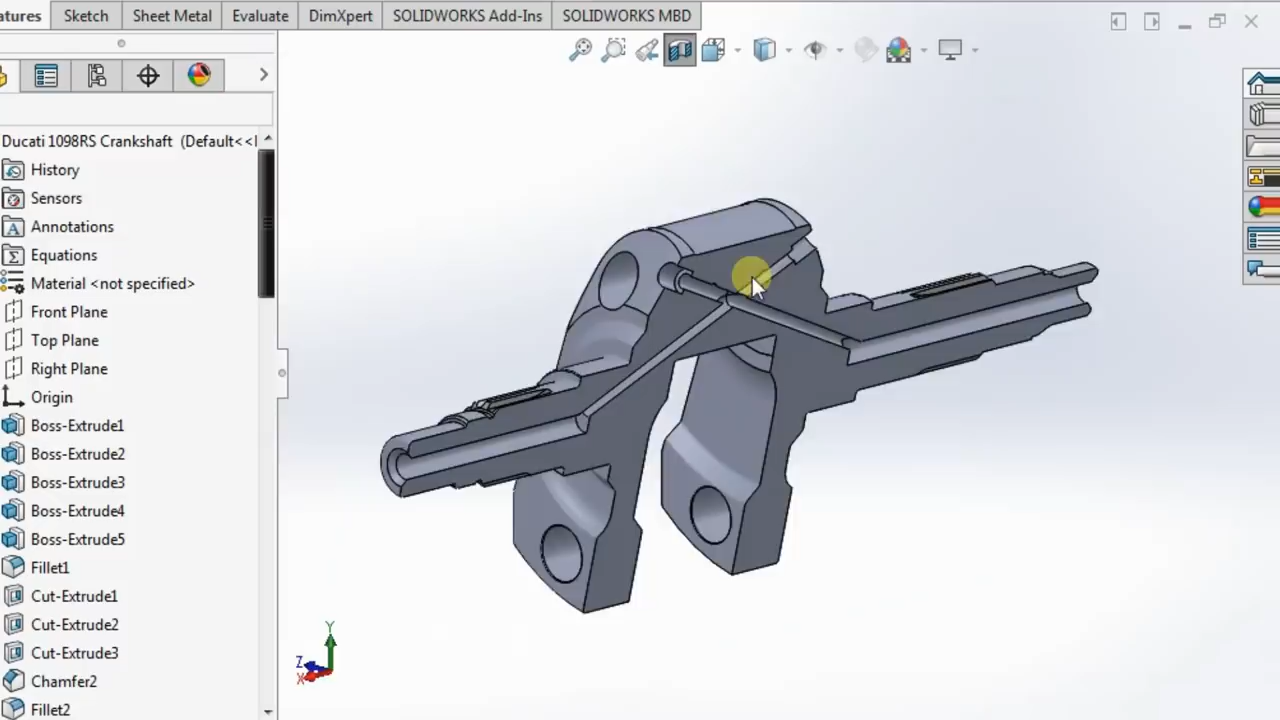 atures Sketch Sheet Metal Evaluate DimXpert SOLIDWORKS Add-Ins SOLIDWORKS MBD
Ducati 1098RS Crankshaft (Default<<
History
Sensors
Annotations
Equations
Material <not specified>
Front Plane
Top Plane
Right Plane
Origin
Boss-Extrude1
Boss-Extrude2
Boss-Extrude3
Boss-Extrude4
Boss-Extrude5
Fillet1
Cut-Extrude1
Cut-Extrude2
Cut-Extrude3
Chamfer2
Fillet2
Y
Z
X